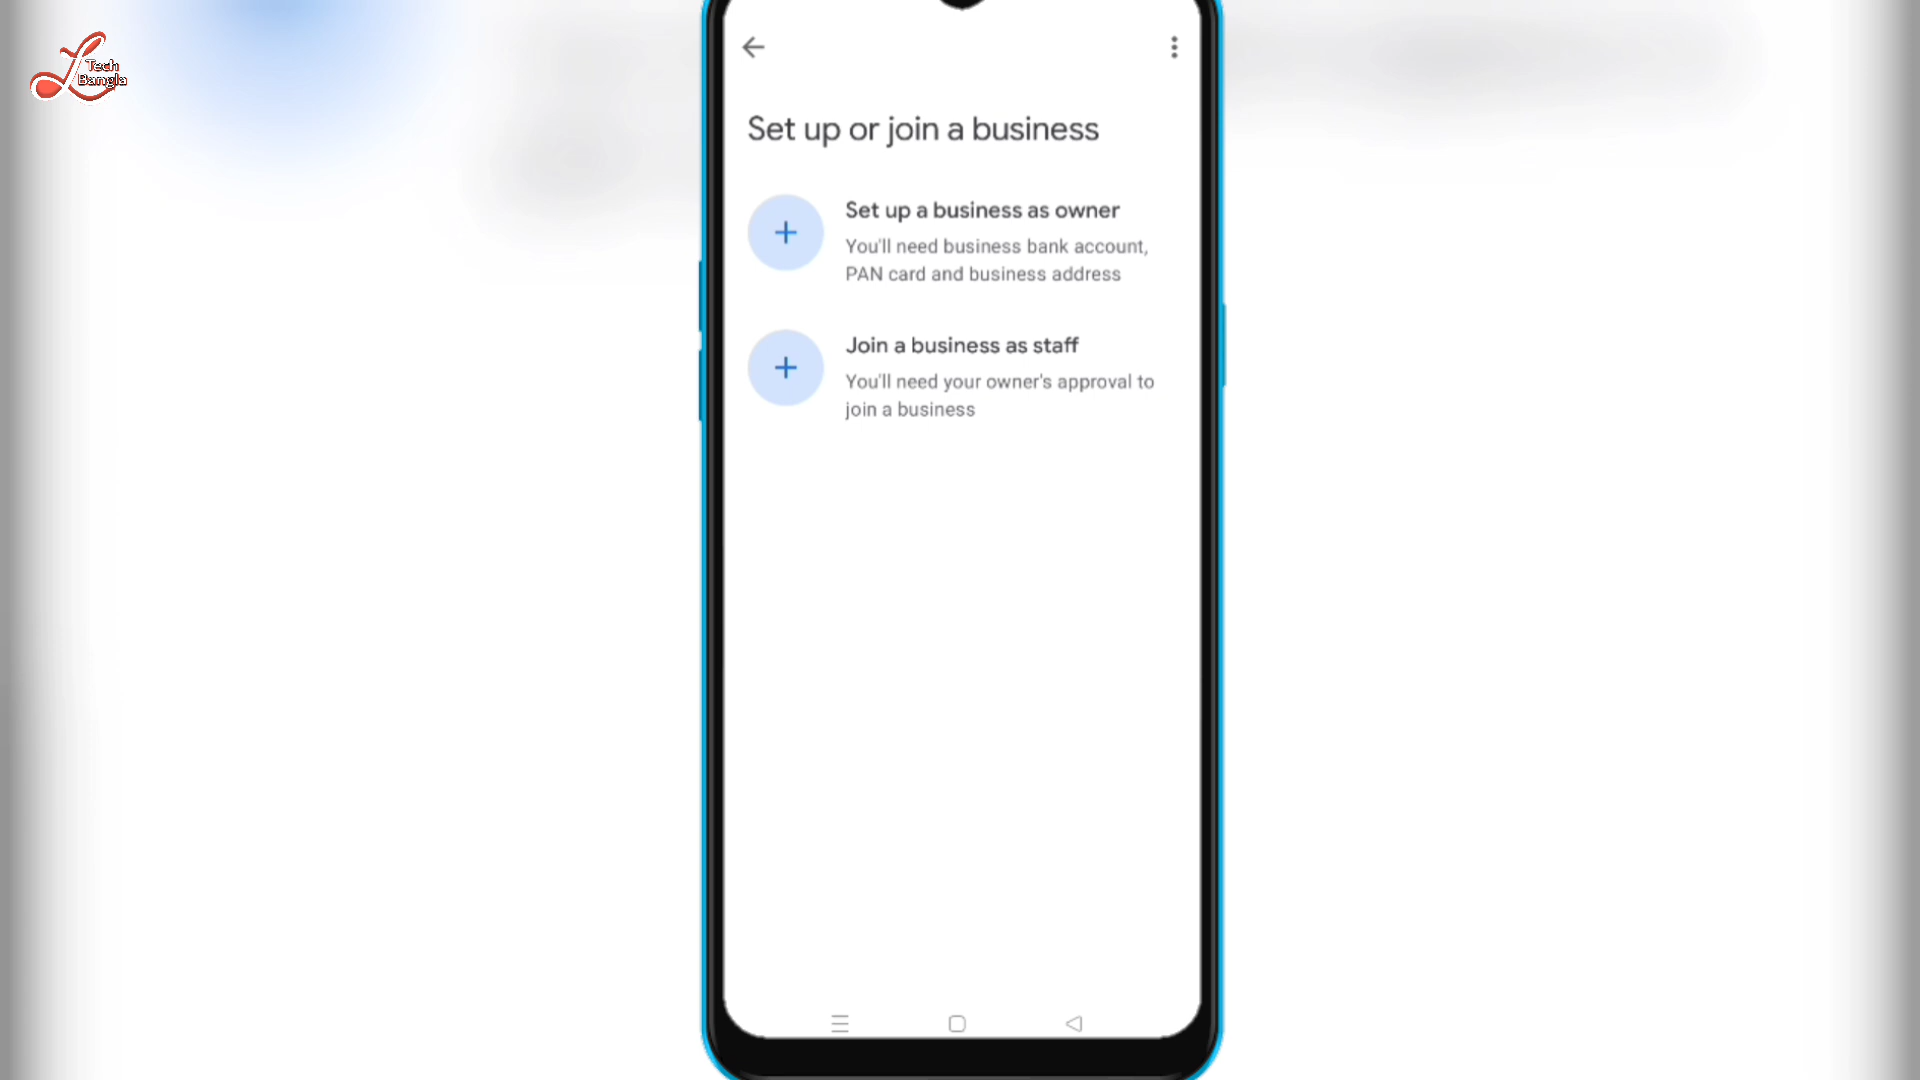 Tech
Bangla
Set up or join a business
Set up a business as owner
You'll need business bank account,
PAN card and business address
Join a business as staff
You'll need your owner's approval to
join a business